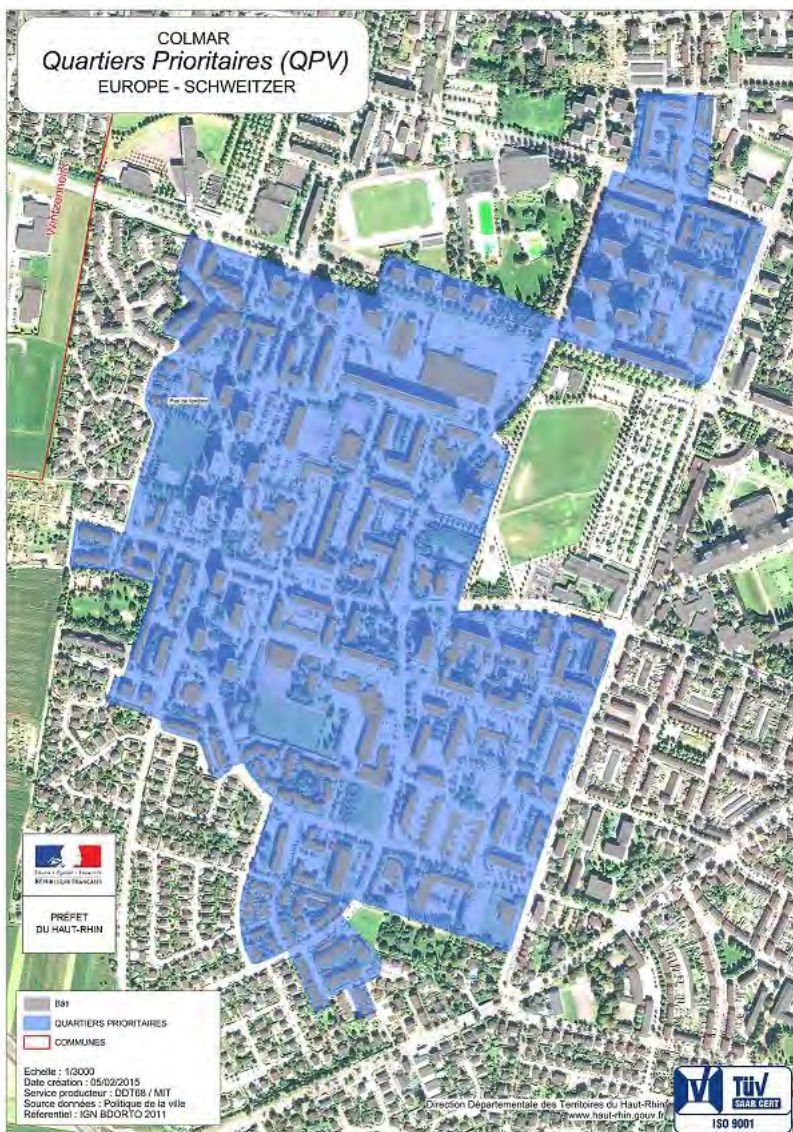 COLMAR
Quartiers Prioritaires (QPV)
EUROPE - SCHWEITZER
Wintzenheim
RÉPUBLIQUE FRANÇAISE
PRÉFET
DU HAUT-RHIN
Bâti
QUARTIERS PRIORITAIRES
COMMUNES
Echelle : 1/3000
Date création : 05/02/2015
Service producteur : DDT68 / MIT
Source données : Politique de la ville
Référentiel : IGN BDORTO 2011
Direction Départementale des Territoires du Haut-Rhin
www.haut-rhin.gouv.fr
TÜV
SAAR CERT
ISO 9001